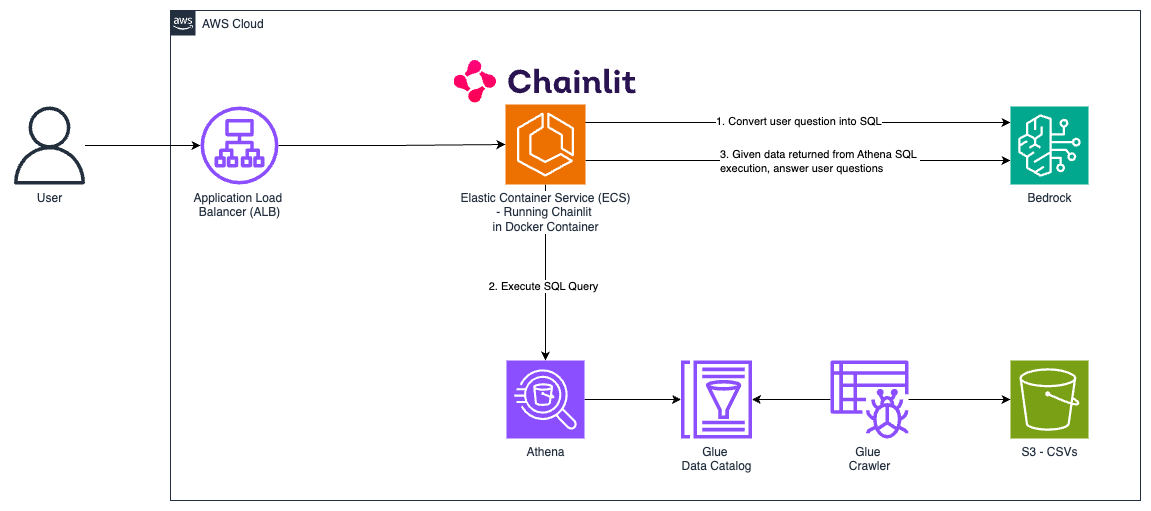 aws
AWS Cloud
Chainlit
User
Application Load
Balancer (ALB)
Elastic Container Service (ECS)
- Running Chainlit
in Docker Container
1. Convert user question into SQL
3. Given data returned from Athena SQL
execution, answer user questions
Bedrock
2. Execute SQL Query
Athena
Glue
Data Catalog
Glue
Crawler
S3 - CSVs